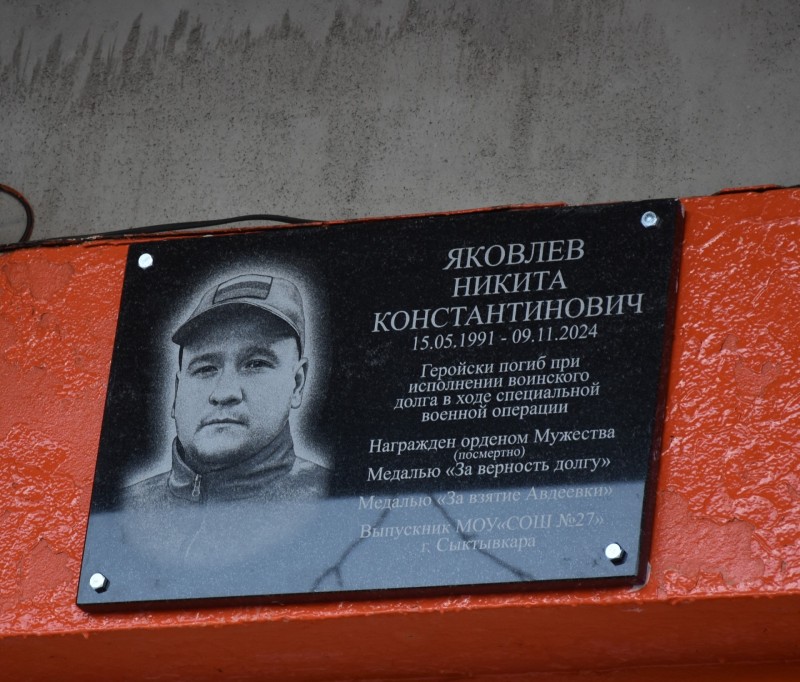 ЯКОВЛЕВ
НИКИТА
КОНСТАНТИНОВИЧ
15.05.1991 - 09.11.2024
Геройски погиб при
исполнении воинского
долга в ходе специальной
военной операции
Награжден орденом Мужества
(посмертно)
Медалью «За верность долгу»
Медалью «За взятие Авдеевки»
Выпускник МОУ«СОШ №27»
г. Сыктывкара